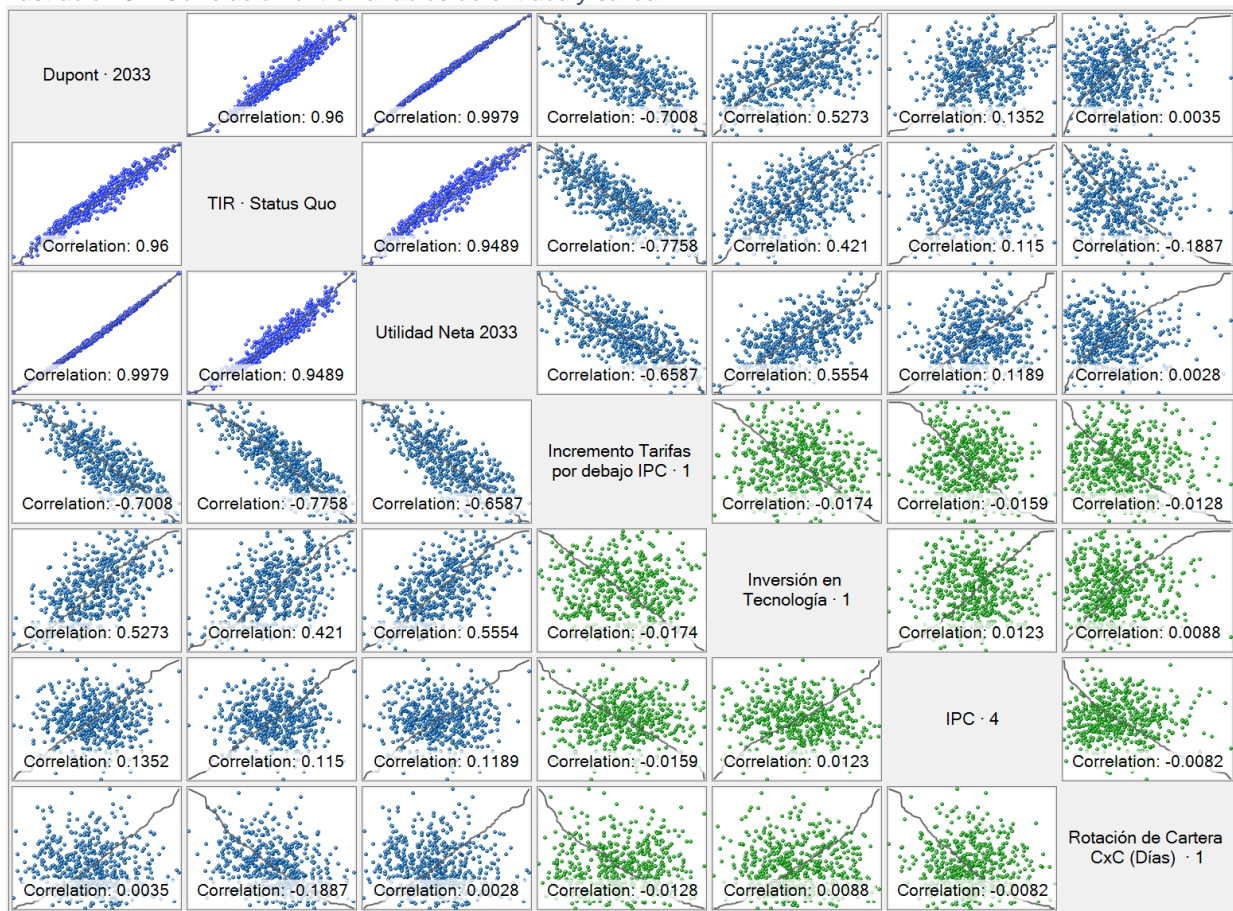 Dupont · 2033
Correlation: 0.96
Correlation: 0.9979
Correlation: -0.7008
Correlation: 0.5273
Correlation: 0.1352
Correlation: 0.0035
Correlation: 0.96
TIR · Status Quo
Correlation: 0.9489
Correlation: -0.7758
Correlation: 0.421
Correlation: 0.115
Correlation: -0.1887
Correlation: 0.9979
Correlation: 0.9489
Utilidad Neta 2033
Correlation: -0.6587
Correlation: 0.5554
Correlation: 0.1189
Correlation: 0.0028
Correlation: -0.7008
Correlation: -0.7758
Correlation: -0.6587
Incremento Tarifas
por debajo IPC · 1
Correlation: -0.0174
Correlation: -0.0159
Correlation: -0.0128
Correlation: 0.5273
Correlation: 0.421
Correlation: 0.5554
Correlation: -0.0174
Inversión en
Tecnología · 1
Correlation: 0.0123
Correlation: 0.0088
Correlation: 0.1352
Correlation: 0.115
Correlation: 0.1189
Correlation: -0.0159
Correlation: 0.0123
IPC · 4
Correlation: -0.0082
Correlation: 0.0035
Correlation: -0.1887
Correlation: 0.0028
Correlation: -0.0128
Correlation: 0.0088
Correlation: -0.0082
Rotación de Cartera
CxC (Días) · 1